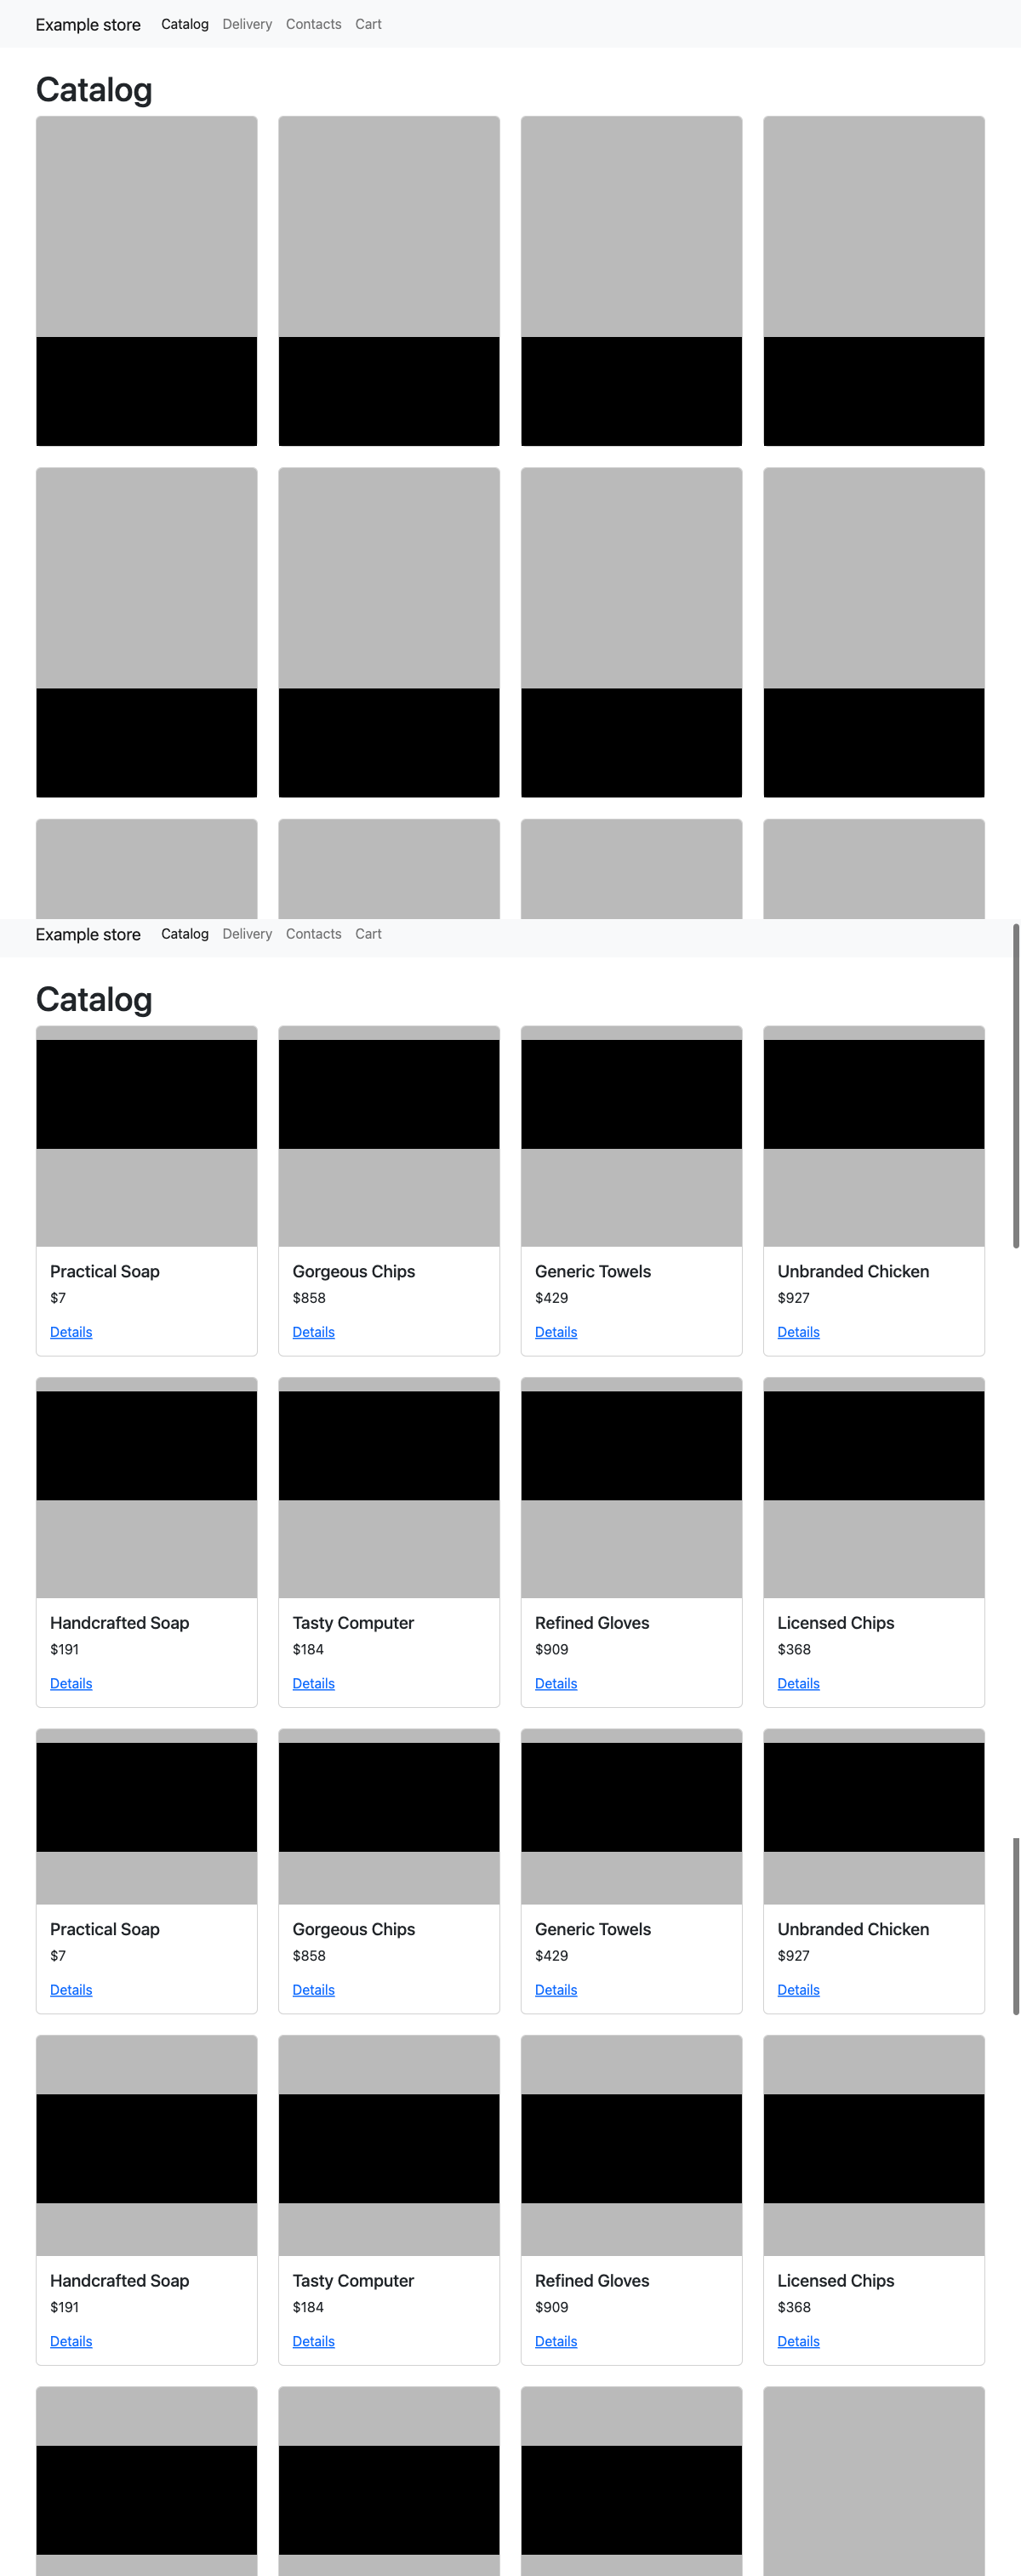 Example store Catalog Delivery Contacts Cart
Catalog
Example store Catalog Delivery Contacts Cart
Catalog
Practical Soap Gorgeous Chips Generic Towels Unbranded Chicken
$7 $858 $429 $927
Details Details Details Details
Handcrafted Soap Tasty Computer Refined Gloves Licensed Chips
$191 $184 $909 $368
Details Details Details Details
Practical Soap Gorgeous Chips Generic Towels Unbranded Chicken
$7 $858 $429 $927
Details Details Details Details
Handcrafted Soap Tasty Computer Refined Gloves Licensed Chips
$191 $184 $909 $368
Details Details Details Details